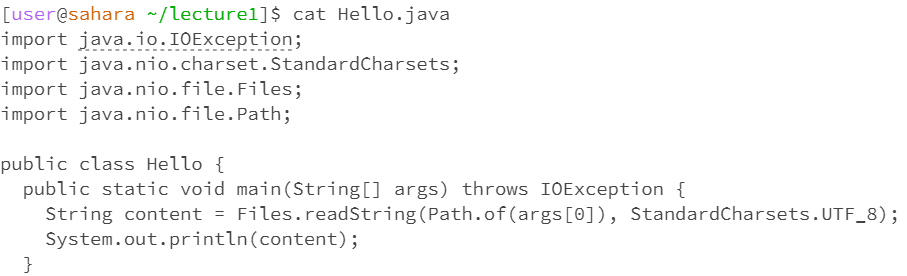 [user@sahara ~/lecture1]$ cat Hello.java
import java.io.IOException;
import java.nio.charset.StandardCharsets;
import java.nio.file.Files;
import java.nio.file.Path;

public class Hello {
  public static void main(String[] args) throws IOException {
    String content = Files.readString(Path.of(args[0]), StandardCharsets.UTF_8);
    System.out.println(content);
  }